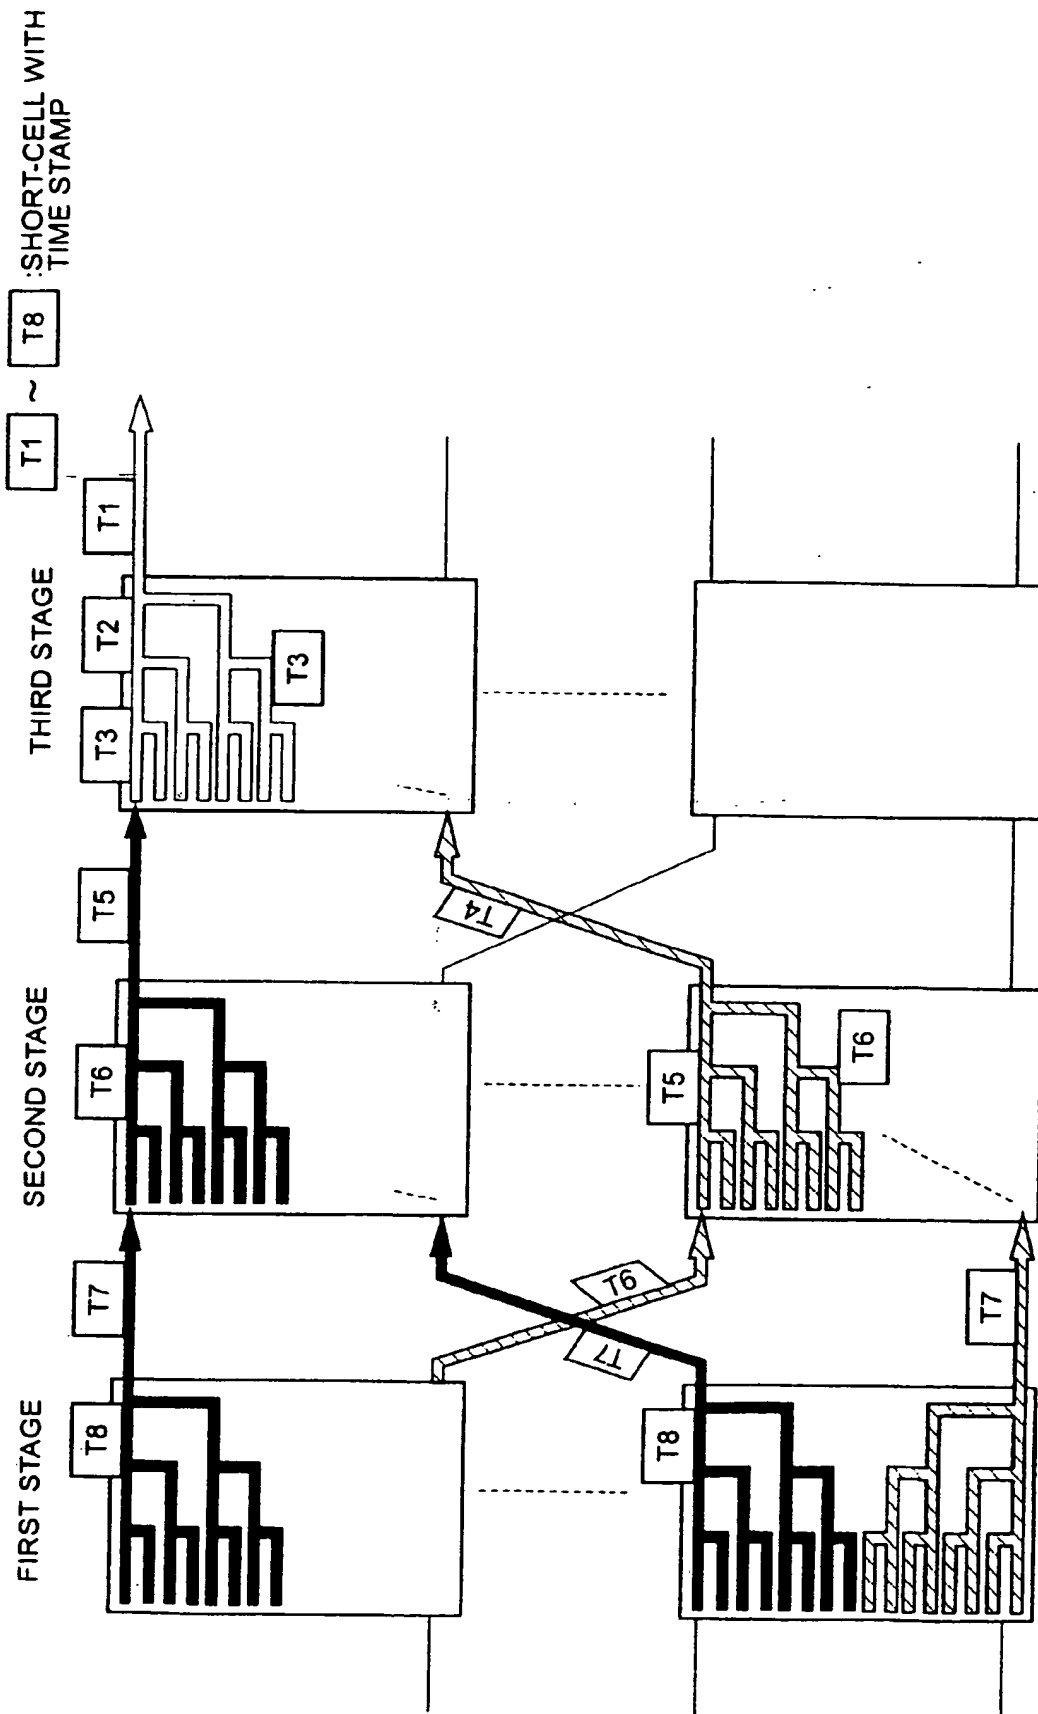 T1 ~ T8 :SHORT-CELL WITH
TIME STAMP
FIRST STAGE
SECOND STAGE
THIRD STAGE
T8
T7
T6
T5
T3
T2
T1
T3
T7
T6
T4
T8
T5
T6
T7